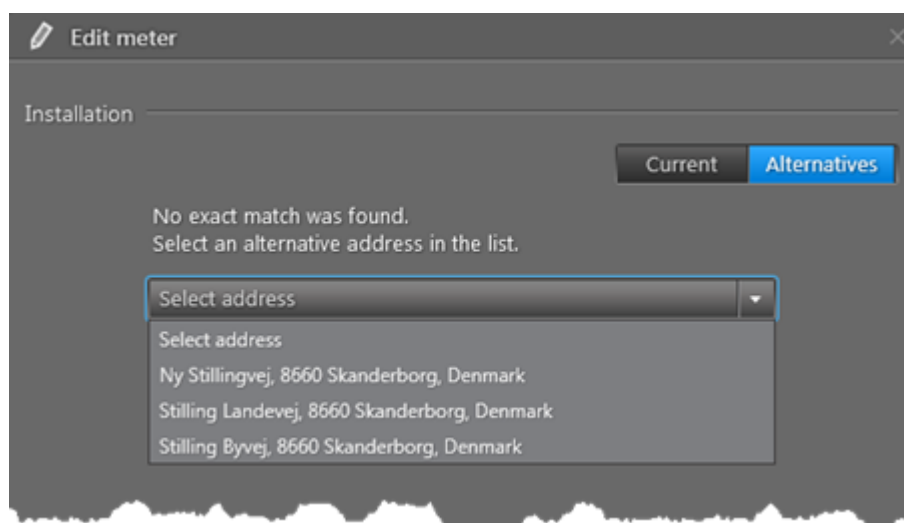 Edit meter
Installation
Current Alternatives
No exact match was found.
Select an alternative address in the list.
Select address
Select address
Ny Stillingvej, 8660 Skanderborg, Denmark
Stilling Landevej, 8660 Skanderborg, Denmark
Stilling Byvej, 8660 Skanderborg, Denmark